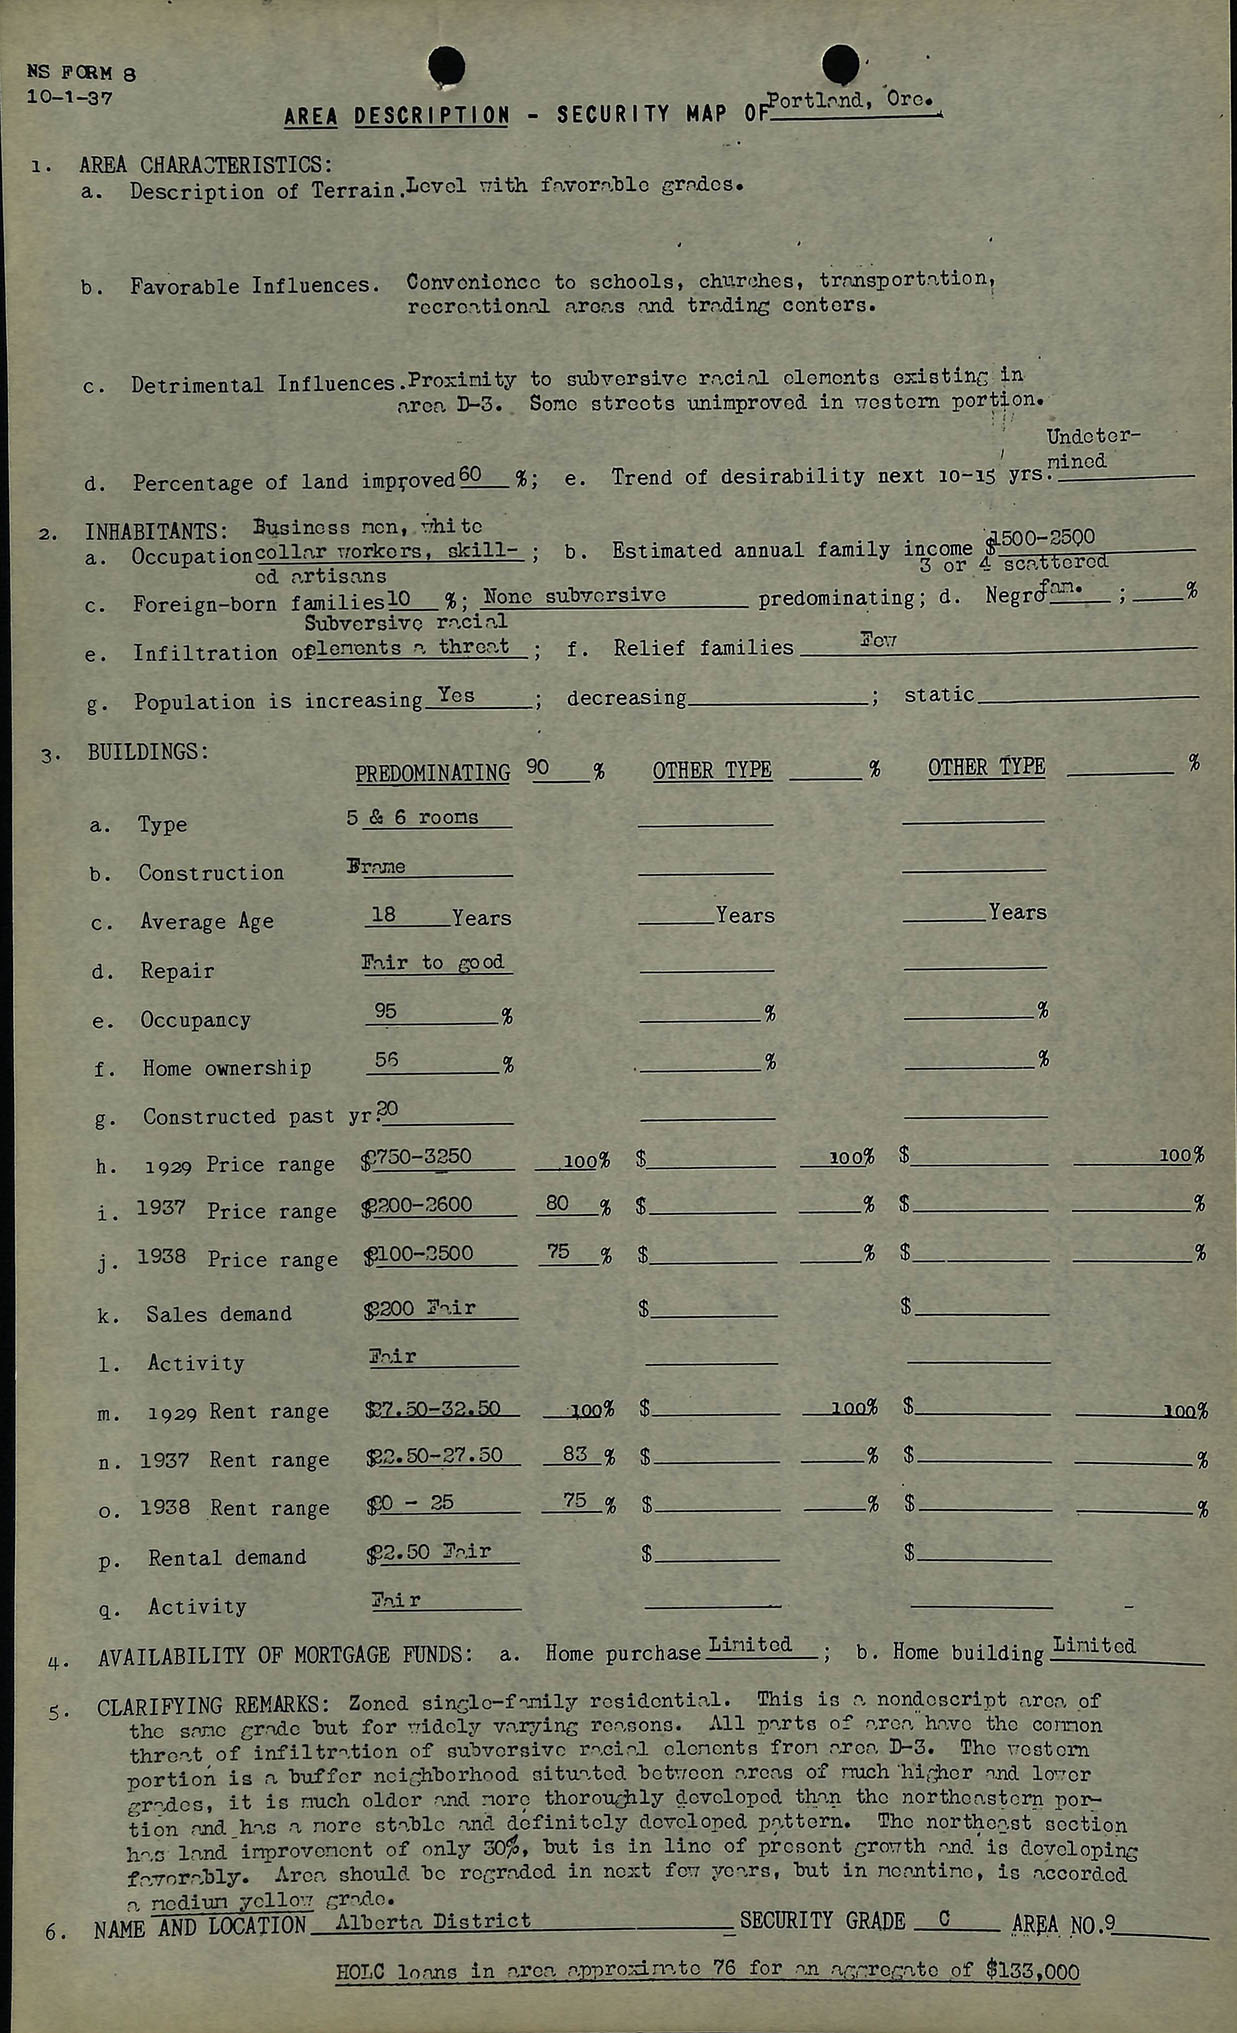 NS FORM 8
10-1-37
AREA DESCRIPTION - SECURITY MAP OF Portland, Ore.
1. AREA CHARACTERISTICS:
a. Description of Terrain. Level with favorable grades.
b. Favorable Influences. Convenience to schools, churches, transportation,
recreational areas and trading centers.
c. Detrimental Influences. Proximity to subversive racial elements existing in
area D-3. Some streets unimproved in western portion.
Undeter-
d. Percentage of land improved 60 %; e. Trend of desirability next 10-15 yrs. mined
2. INHABITANTS: Business men, white
a. Occupation collar workers, skill- ; b. Estimated annual family income $1500-2500
ed artisans 3 or 4 scattered
c. Foreign-born families 10 %; None subversive predominating; d. Negro fam. ; %
Subversive racial
e. Infiltration of elements a threat ; f. Relief families Few
g. Population is increasing Yes ; decreasing ; static
3. BUILDINGS:
PREDOMINATING 90 % OTHER TYPE % OTHER TYPE %
a. Type 5 & 6 rooms
b. Construction Frame
c. Average Age 18 Years Years Years
d. Repair Fair to good
e. Occupancy 95 % % %
f. Home ownership 56 % % %
g. Constructed past yr. 20
h. 1929 Price range $2750-3250 100% $ 100% $ 100%
i. 1937 Price range $2200-2600 80 % $ % $ %
j. 1938 Price range $2100-2500 75 % $ % $ %
k. Sales demand $2200 Fair $ $
l. Activity Fair
m. 1929 Rent range $27.50-32.50 100% $ 100% $ 100%
n. 1937 Rent range $22.50-27.50 83 % $ % $ %
o. 1938 Rent range $20 - 25 75 % $ % $ %
p. Rental demand $22.50 Fair $ $
q. Activity Fair
4. AVAILABILITY OF MORTGAGE FUNDS: a. Home purchase Limited ; b. Home building Limited
5. CLARIFYING REMARKS: Zoned single-family residential. This is a nondescript area of
the same grade but for widely varying reasons. All parts of area have the common
threat of infiltration of subversive racial elements from area D-3. The western
portion is a buffer neighborhood situated between areas of much higher and lower
grades, it is much older and more thoroughly developed than the northeastern por-
tion and has a more stable and definitely developed pattern. The northeast section
has land improvement of only 30%, but is in line of present growth and is developing
favorably. Area should be regraded in next few years, but in meantime, is accorded
a medium yellow grade.
6. NAME AND LOCATION Alberta District SECURITY GRADE C AREA NO. 9
HOLC loans in area approximate 76 for an aggregate of $133,000